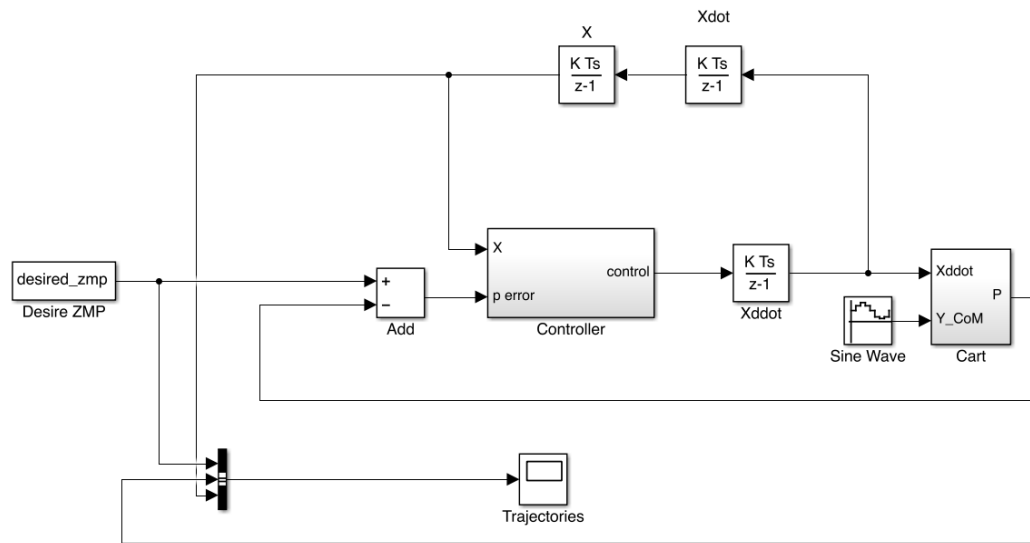 Xdot
X
K Ts
z-1
K Ts
z-1
X
control
p error
Controller
desired_zmp
Desire ZMP
+
−
Add
K Ts
z-1
Xddot
Xddot
P
Y_CoM
Cart
Sine Wave
Trajectories